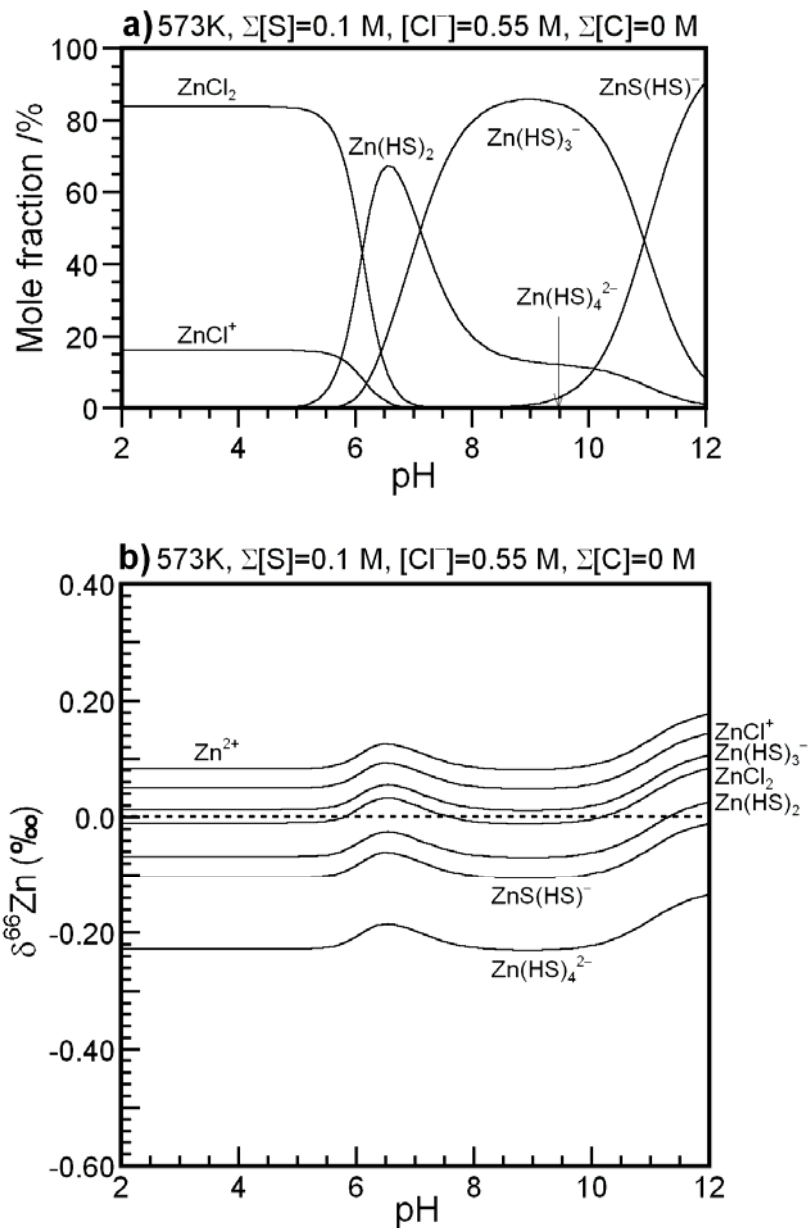 a) 573K, Σ[S]=0.1 M, [Cl⁻]=0.55 M, Σ[C]=0 M
100
80
60
40
20
0
Mole fraction /%
ZnCl₂
ZnCl⁺
Zn(HS)₂
Zn(HS)₃⁻
Zn(HS)₄²⁻
ZnS(HS)⁻
2 4 6 8 10 12
pH
b) 573K, Σ[S]=0.1 M, [Cl⁻]=0.55 M, Σ[C]=0 M
0.40
0.20
0.0
-0.20
-0.40
-0.60
δ⁶⁶Zn (‰)
Zn²⁺
ZnCl⁺
Zn(HS)₃⁻
ZnCl₂
Zn(HS)₂
ZnS(HS)⁻
Zn(HS)₄²⁻
2 4 6 8 10 12
pH